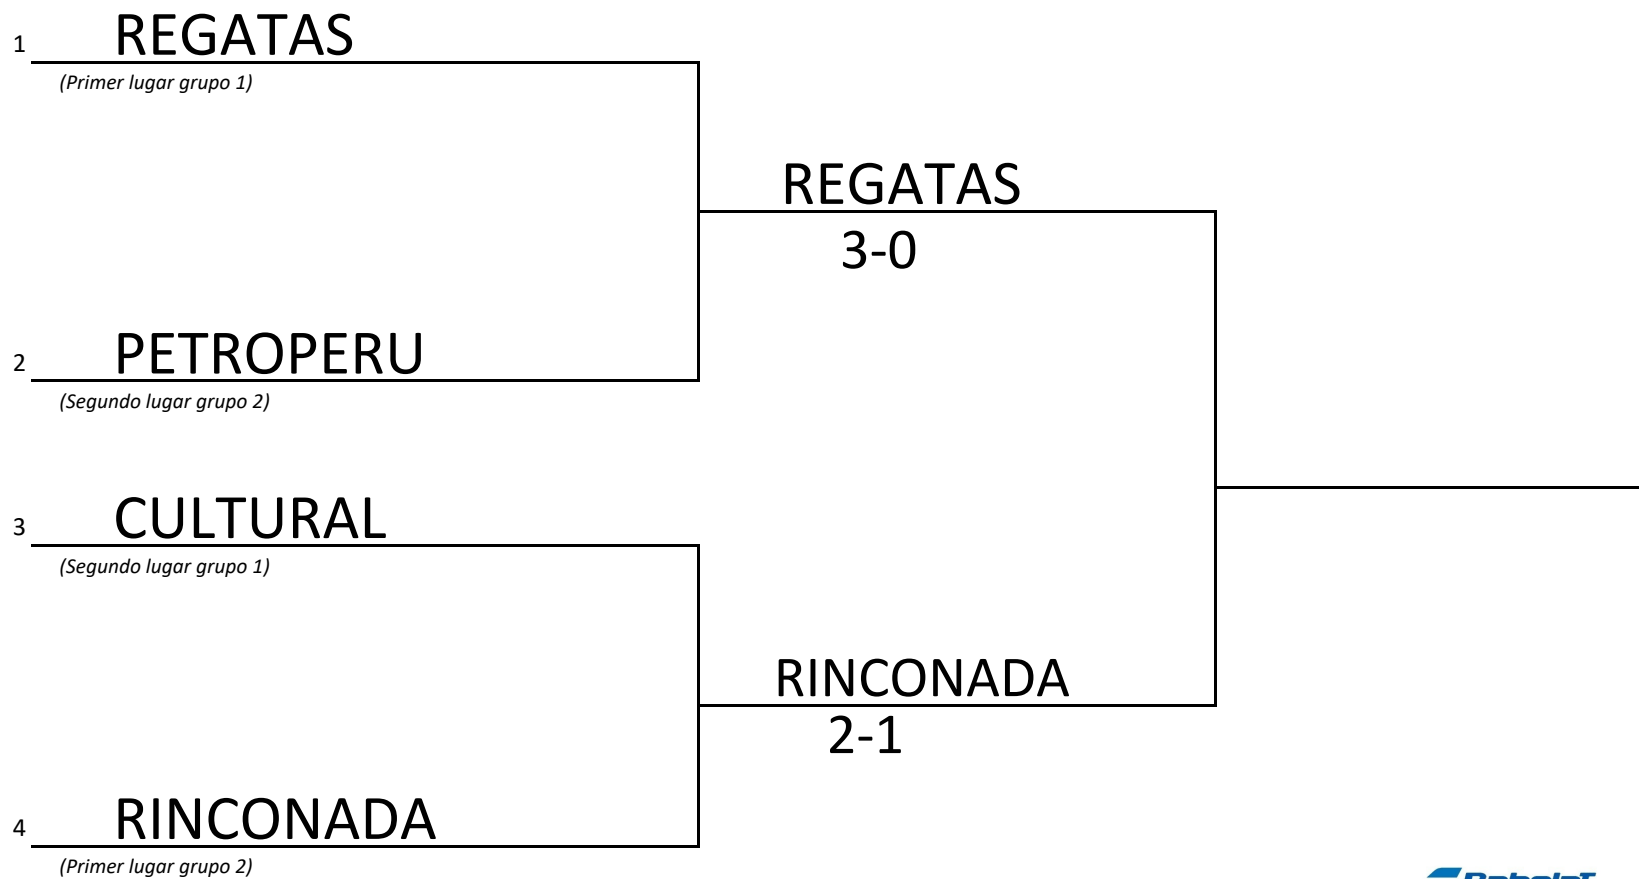 1 REGATAS
(Primer lugar grupo 1)
REGATAS
3-0
2 PETROPERU
(Segundo lugar grupo 2)
3 CULTURAL
(Segundo lugar grupo 1)
RINCONADA
2-1
4 RINCONADA
(Primer lugar grupo 2)